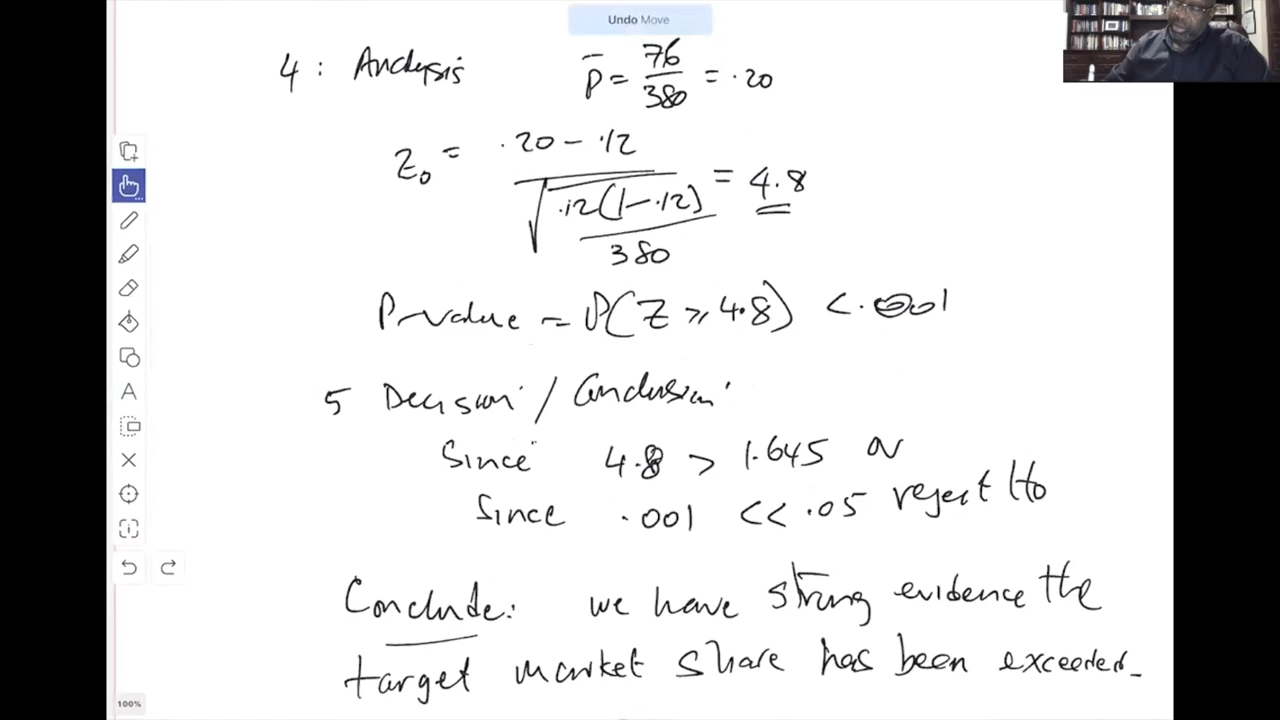 Undo Move
4 : Analysis p̄ = 76/380 = .20
Z₀ = (.20 - .12) / √(.12(1-.12)/380) = 4.8
P-value = P(Z ≥ 4.8) < .001
5 Decision / Conclusion
Since 4.8 > 1.645 or
Since .001 << .05 reject Ho
Conclude: we have strong evidence the
target market share has been exceeded.
A
100%